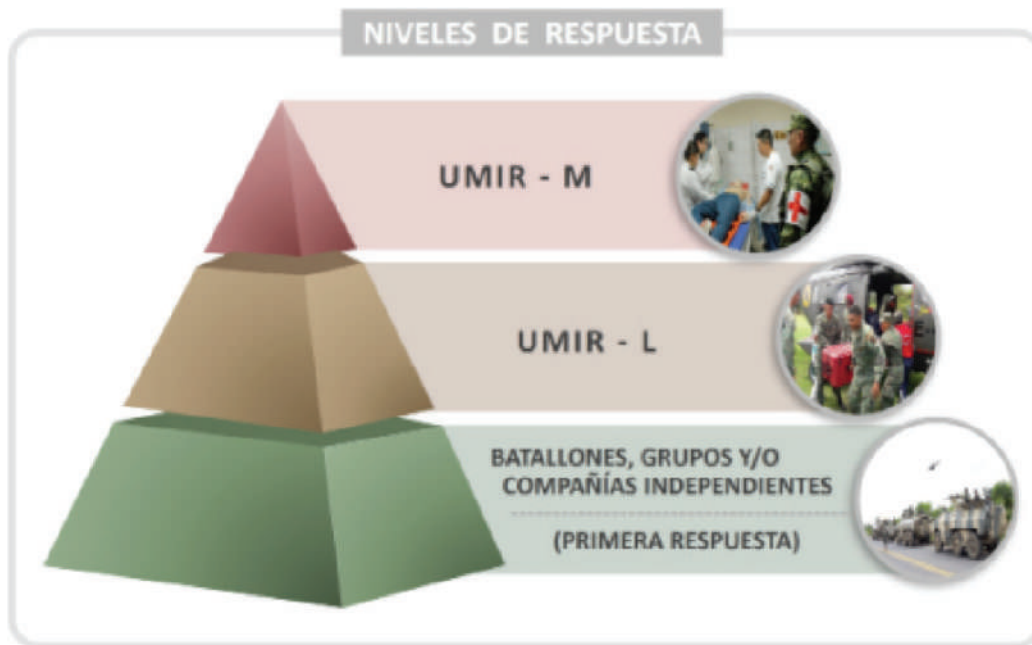 NIVELES DE RESPUESTA
UMIR - M
UMIR - L
BATALLONES, GRUPOS Y/O
COMPAÑÍAS INDEPENDIENTES
(PRIMERA RESPUESTA)